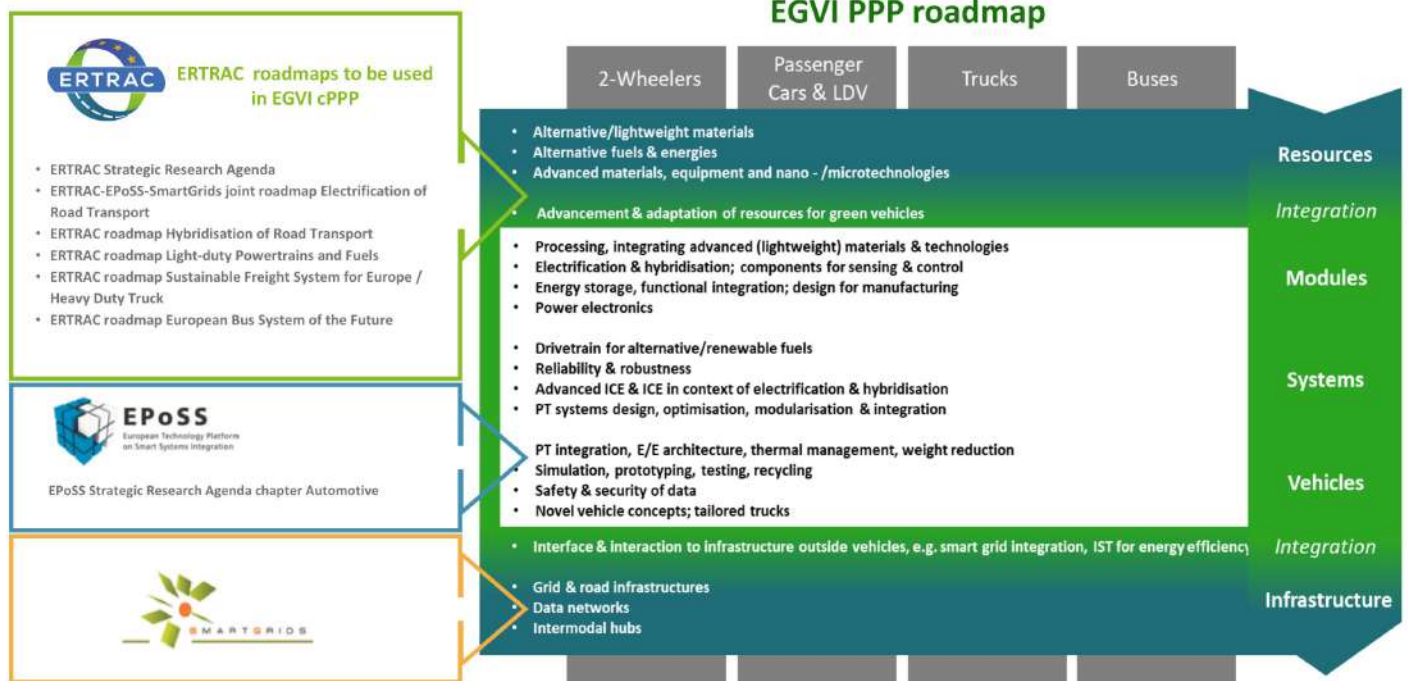 EGVI PPP roadmap
ERTRAC
ERTRAC roadmaps to be used
in EGVI cPPP
• ERTRAC Strategic Research Agenda
• ERTRAC-EPoSS-SmartGrids joint roadmap Electrification of
Road Transport
• ERTRAC roadmap Hybridisation of Road Transport
• ERTRAC roadmap Light-duty Powertrains and Fuels
• ERTRAC roadmap Sustainable Freight System for Europe /
Heavy Duty Truck
• ERTRAC roadmap European Bus System of the Future
EPoSS
European Technology Platform
on Smart Systems Integration
EPoSS Strategic Research Agenda chapter Automotive
SMARTGRIDS
2-Wheelers
Passenger
Cars & LDV
Trucks
Buses
• Alternative/lightweight materials
• Alternative fuels & energies
• Advanced materials, equipment and nano - /microtechnologies
Resources
• Advancement & adaptation of resources for green vehicles
Integration
• Processing, integrating advanced (lightweight) materials & technologies
• Electrification & hybridisation; components for sensing & control
• Energy storage, functional integration; design for manufacturing
• Power electronics
Modules
• Drivetrain for alternative/renewable fuels
• Reliability & robustness
• Advanced ICE & ICE in context of electrification & hybridisation
• PT systems design, optimisation, modularisation & integration
Systems
PT integration, E/E architecture, thermal management, weight reduction
• Simulation, prototyping, testing, recycling
• Safety & security of data
• Novel vehicle concepts; tailored trucks
Vehicles
• Interface & interaction to infrastructure outside vehicles, e.g. smart grid integration, IST for energy efficiency
Integration
• Grid & road infrastructures
• Data networks
• Intermodal hubs
Infrastructure